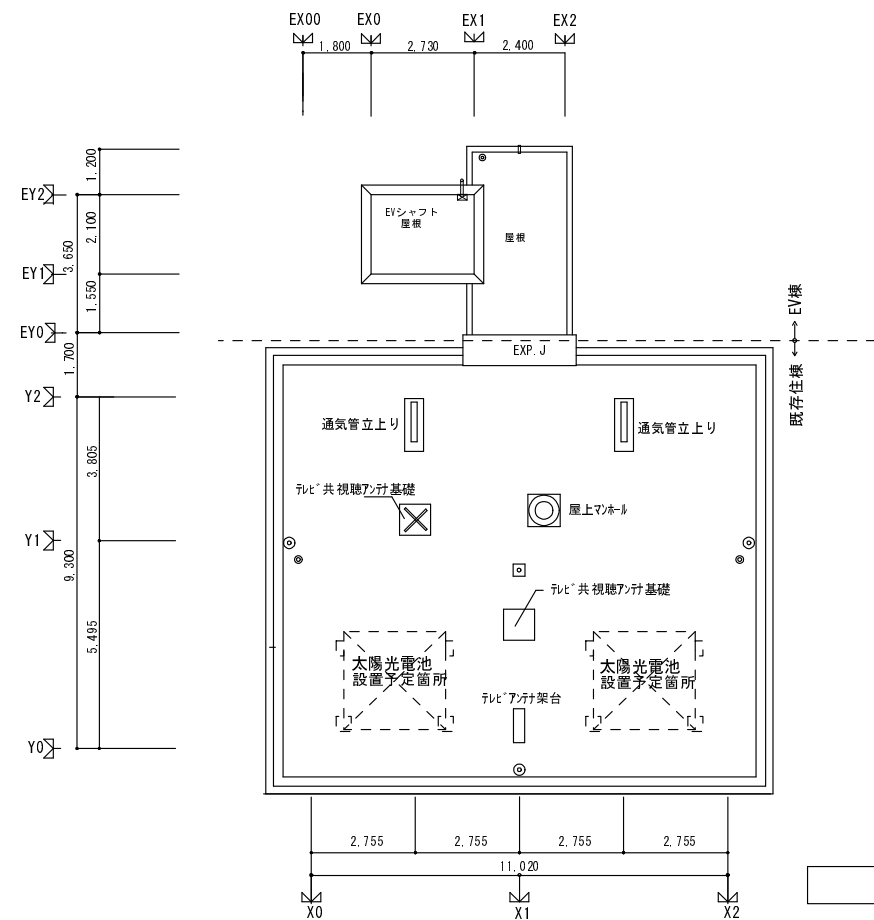 EX00 EX0 EX1 EX2
1,800 2,730 2,400
1,200
EY2
2,100
3,650
EY1
1,550
EY0
1,700
Y2
3,805
Y1
9,300
5,495
Y0
EVシャフト
屋根
屋根
EV棟
既存住棟
EXP.J
通気管立上り
通気管立上り
テレビ共視聴アンテナ基礎
屋上マンホール
テレビ共視聴アンテナ基礎
太陽光電池
設置予定箇所
太陽光電池
設置予定箇所
テレビアンテナ架台
2,755 2,755 2,755 2,755
11,020
X0 X1 X2